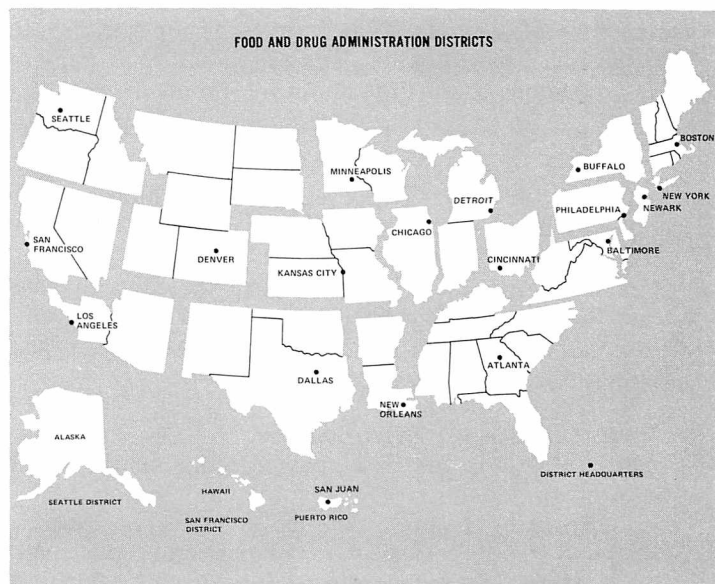 FOOD AND DRUG ADMINISTRATION DISTRICTS
SEATTLE
MINNEAPOLIS
BOSTON
BUFFALO
DETROIT
NEW YORK
NEWARK
PHILADELPHIA
CHICAGO
SAN
FRANCISCO
DENVER
KANSAS CITY
CINCINNATI
BALTIMORE
LOS
ANGELES
DALLAS
ATLANTA
NEW
ORLEANS
ALASKA
SEATTLE DISTRICT
HAWAII
SAN FRANCISCO
DISTRICT
SAN JUAN
PUERTO RICO
DISTRICT HEADQUARTERS